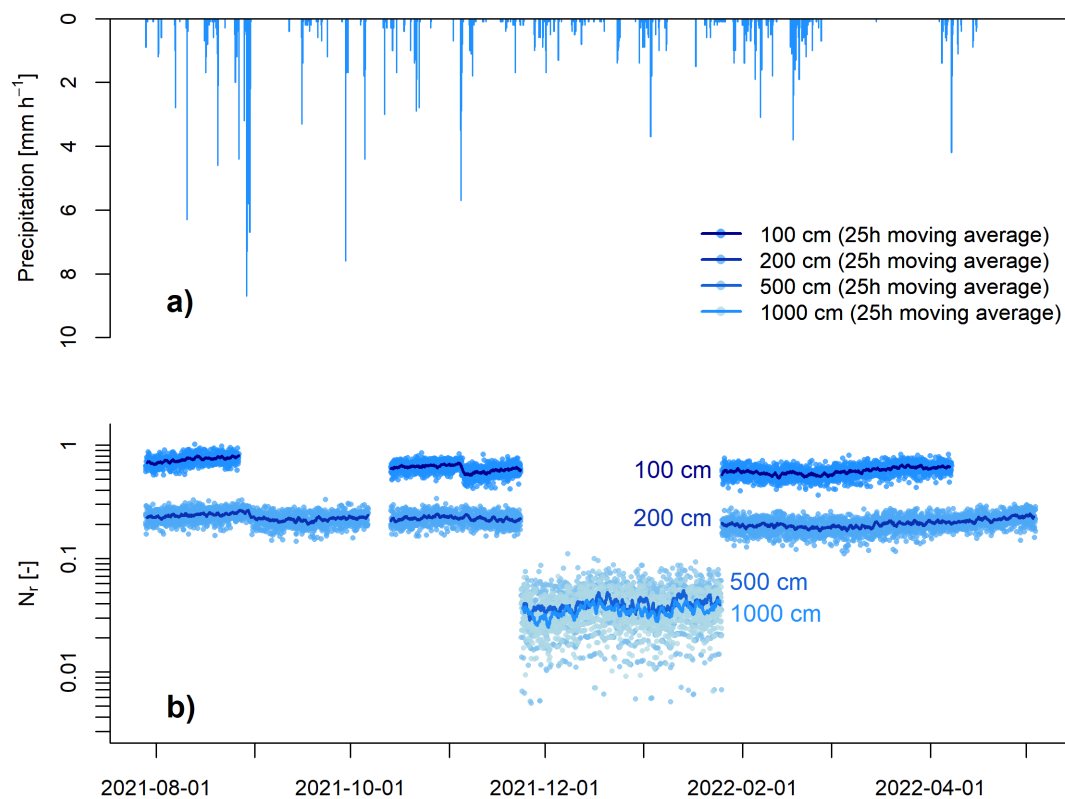 0
2
4
6
8
10
Precipitation [mm h⁻¹]
a)
100 cm (25h moving average)
200 cm (25h moving average)
500 cm (25h moving average)
1000 cm (25h moving average)
1
0.1
0.01
Nr [-]
100 cm
200 cm
500 cm
1000 cm
b)
2021-08-01 2021-10-01 2021-12-01 2022-02-01 2022-04-01